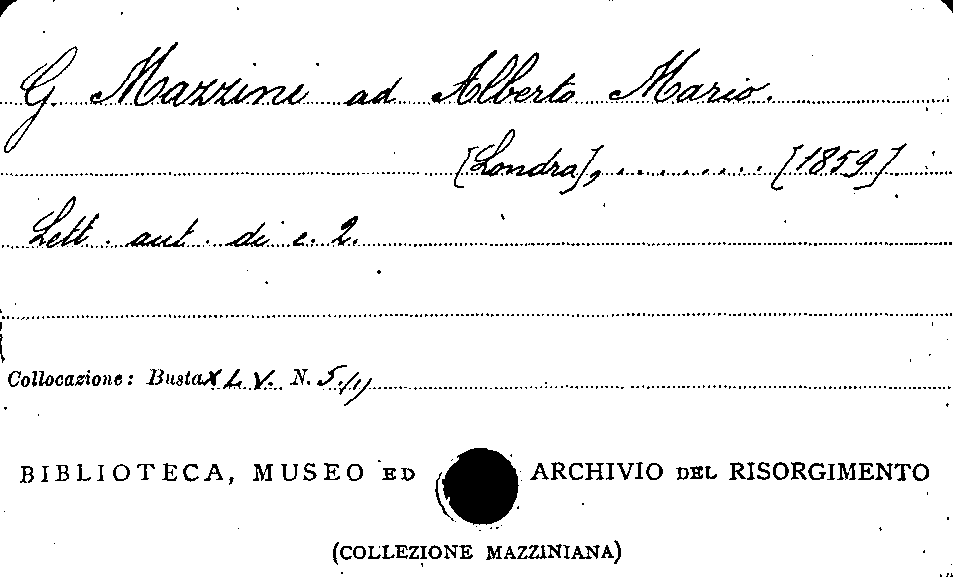 G. Mazzini ad Alberto Mario.
[Londra], ......... [1859]
Lett. aut. di c. 2.
Collocazione: Busta XLV. N. 5/1)
BIBLIOTECA, MUSEO ED ARCHIVIO DEL RISORGIMENTO
(COLLEZIONE MAZZINIANA)